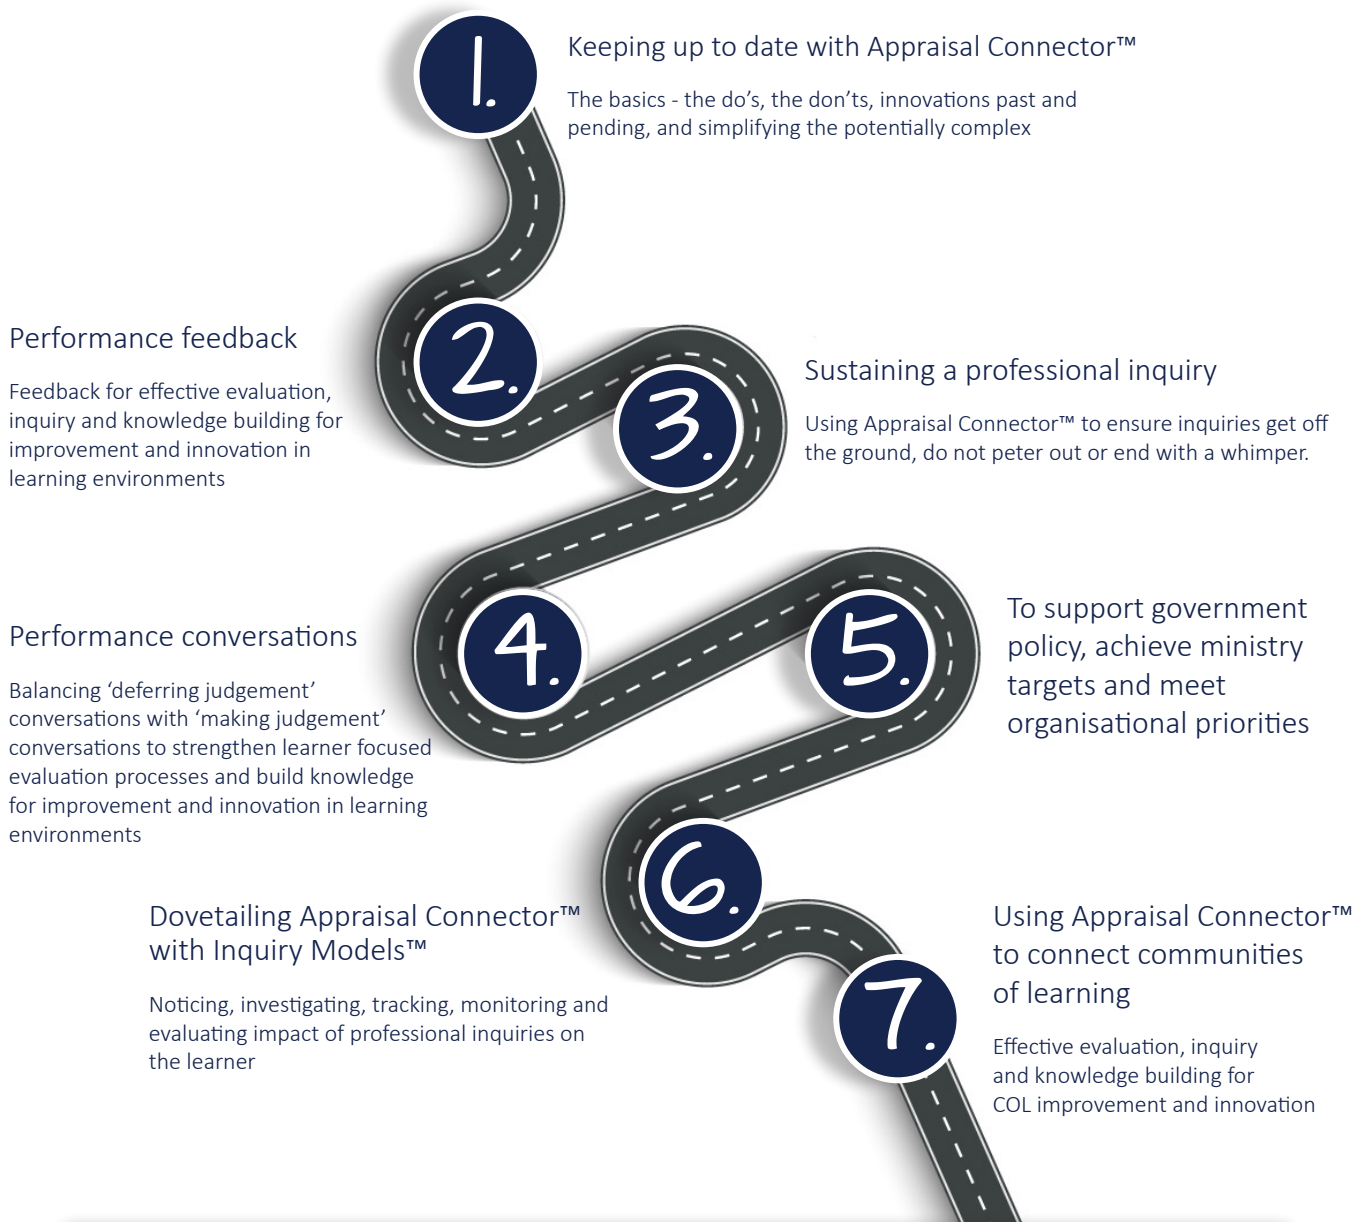 1.
Keeping up to date with Appraisal Connector™
The basics - the do’s, the don’ts, innovations past and
pending, and simplifying the potentially complex
2.
Performance feedback
Feedback for effective evaluation,
inquiry and knowledge building for
improvement and innovation in
learning environments
3.
Sustaining a professional inquiry
Using Appraisal Connector™ to ensure inquiries get off
the ground, do not peter out or end with a whimper.
4.
Performance conversations
Balancing ‘deferring judgement’
conversations with ‘making judgement’
conversations to strengthen learner focused
evaluation processes and build knowledge
for improvement and innovation in learning
environments
5.
To support government
policy, achieve ministry
targets and meet
organisational priorities
6.
Dovetailing Appraisal Connector™
with Inquiry Models™
Noticing, investigating, tracking, monitoring and
evaluating impact of professional inquiries on
the learner
7.
Using Appraisal Connector™
to connect communities
of learning
Effective evaluation, inquiry
and knowledge building for
COL improvement and innovation